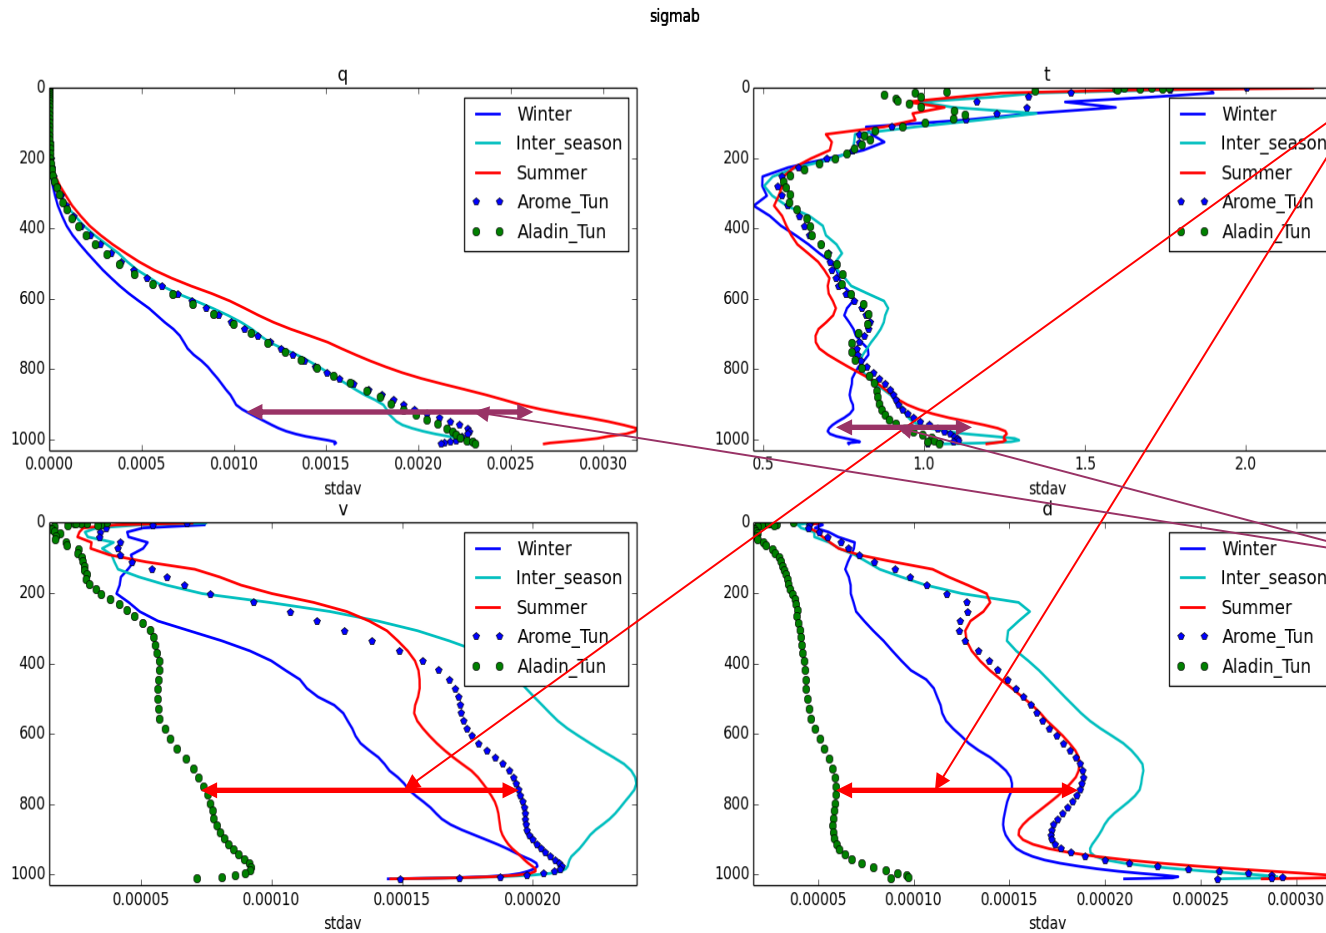 sigmab
q
0
200
400
600
800
1000
0.0000
0.0005
0.0010
0.0015
0.0020
0.0025
0.0030
stdav
Winter
Inter_season
Summer
Arome_Tun
Aladin_Tun
t
0
200
400
600
800
1000
0.5
1.0
1.5
2.0
stdav
Winter
Inter_season
Summer
Arome_Tun
Aladin_Tun
v
0
200
400
600
800
1000
0.00005
0.00010
0.00015
0.00020
stdav
Winter
Inter_season
Summer
Arome_Tun
Aladin_Tun
d
0
200
400
600
800
1000
0.00005
0.00010
0.00015
0.00020
0.00025
0.00030
stdav
Winter
Inter_season
Summer
Arome_Tun
Aladin_Tun